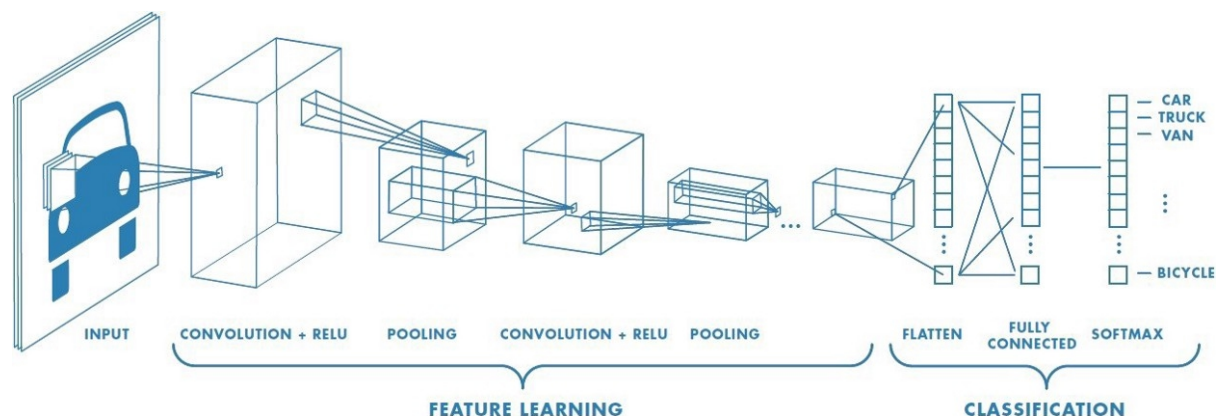 CAR
TRUCK
VAN
...
⋮
⋮
⋮
⋮
BICYCLE
INPUT
CONVOLUTION + RELU
POOLING
CONVOLUTION + RELU
POOLING
FLATTEN
FULLY
CONNECTED
SOFTMAX
FEATURE LEARNING
CLASSIFICATION